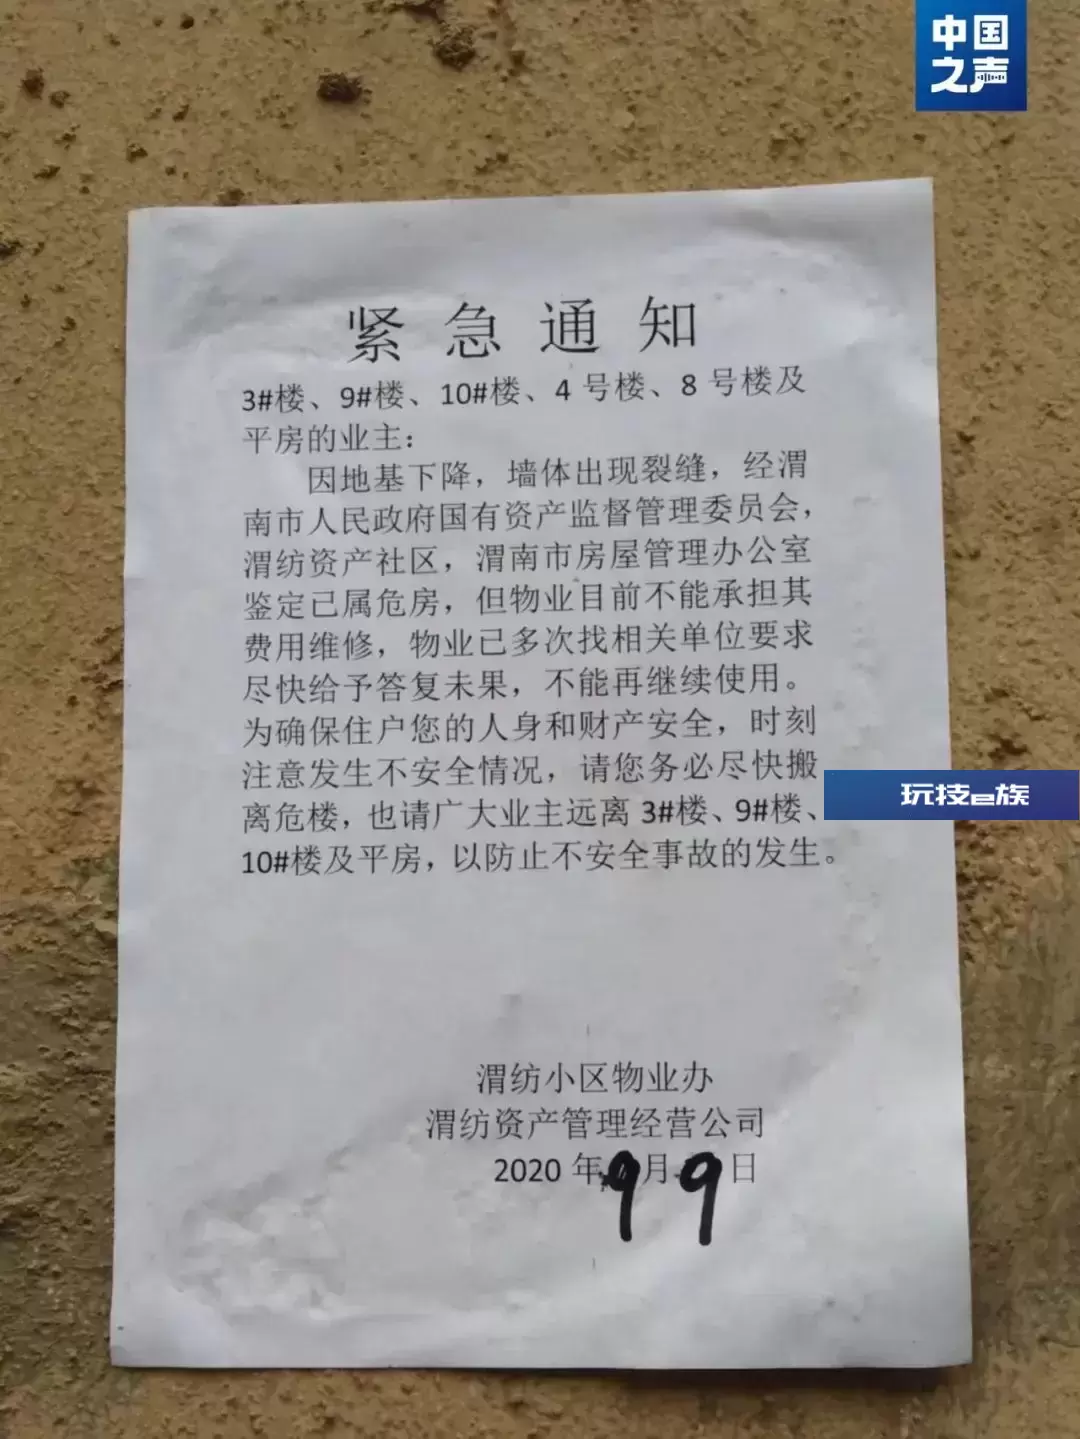 中国
之声
紧急通知
3#楼、9#楼、10#楼、4号楼、8号楼及
平房的业主：
因地基下降，墙体出现裂缝，经渭
南市人民政府国有资产监督管理委员会，
渭纺资产社区，渭南市房屋管理办公室
鉴定已属危房，但物业目前不能承担其
费用维修，物业已多次找相关单位要求
尽快给予答复未果，不能再继续使用。
为确保住户您的人身和财产安全，时刻
注意发生不安全情况，请您务必尽快搬
离危楼，也请广大业主远离3#楼、9#楼、
10#楼及平房，以防止不安全事故的发生。
玩技e族
渭纺小区物业办
渭纺资产管理经营公司
2020年9月9日